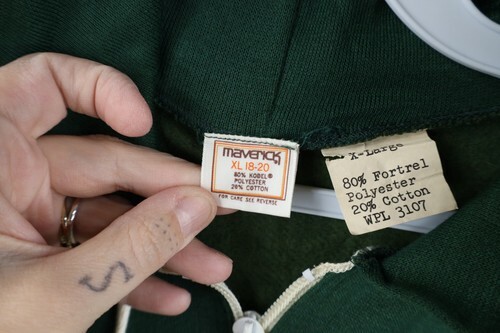 maverick
XL 18-20
80% KODEL®
POLYESTER
20% COTTON
FOR CARE SEE REVERSE
X-Large
80% Fortrel
Polyester
20% Cotton
WPL 3107
S